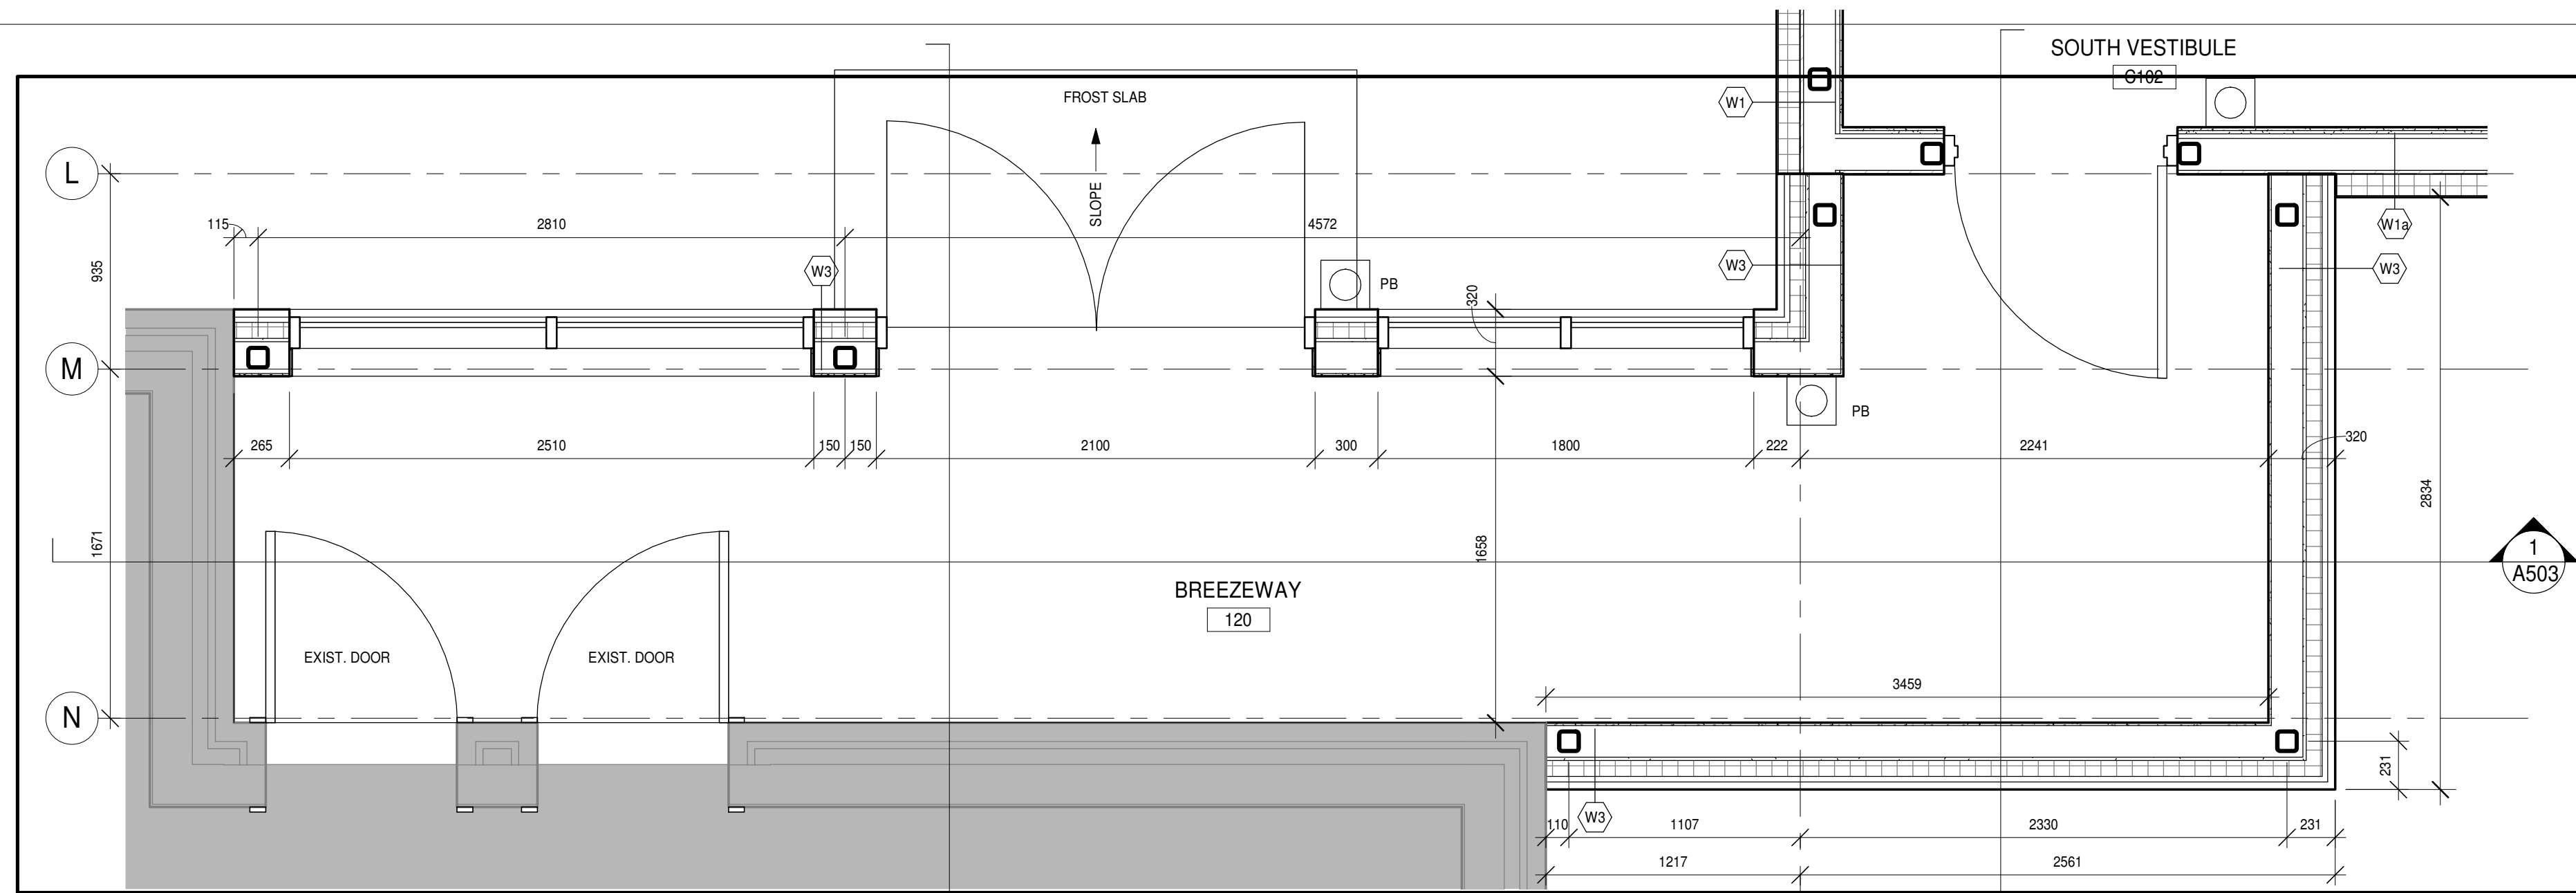 SOUTH VESTIBULE
C102
FROST SLAB
W1
L
SLOPE
115
2810
4572
W1a
935
W3
W3
W3
PB
320
M
PB
265
2510
150
150
2100
300
1800
222
2241
320
2834
1671
1658
1
A503
BREEZEWAY
120
EXIST. DOOR
EXIST. DOOR
3459
N
231
110
W3
1107
2330
231
1217
2561